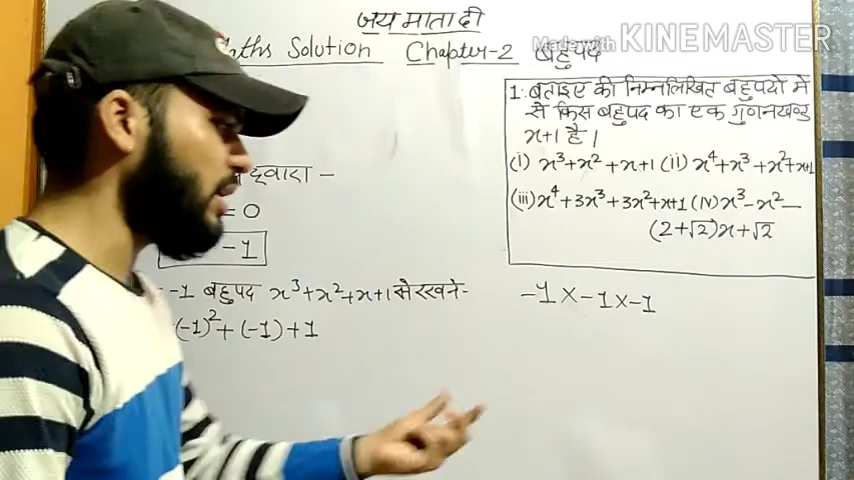 जय माता दी
Maths Solution Chapter-2 बहुपद
Made with KINEMASTER
1. बताइए की निम्नलिखित बहुपदो में
से किस बहुपद का एक गुणनखण्ड
x+1 है।
(i) x³+x²+x+1 (ii) x⁴+x³+x²+x+1
(iii) x⁴+3x³+3x²+x+1 (iv) x³-x²-
(2+√2)x+√2
द्वारा -
= 0
-1
-1 बहुपद x³+x²+x+1 मे रखने-
(-1)²+(-1)+1
-1×-1×-1